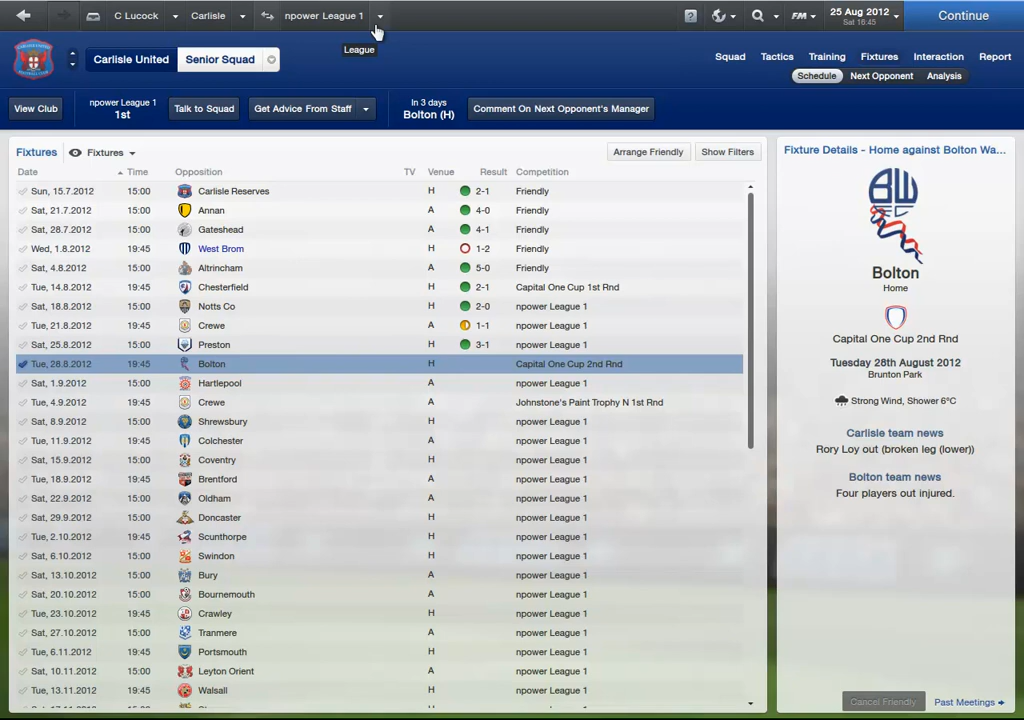 C Lucock Carlisle npower League 1 ? FM 25 Aug 2012 Sat 16:45 Continue
League
Carlisle United Senior Squad Squad Tactics Training Fixtures Interaction Report
Schedule Next Opponent Analysis
View Club npower League 1 1st Talk to Squad Get Advice From Staff In 3 days Bolton (H) Comment On Next Opponent's Manager
Fixtures Fixtures Arrange Friendly Show Filters
Date Time Opposition TV Venue Result Competition
Sun, 15.7.2012 15:00 Carlisle Reserves H 2-1 Friendly
Sat, 21.7.2012 15:00 Annan A 4-0 Friendly
Sat, 28.7.2012 15:00 Gateshead A 4-1 Friendly
Wed, 1.8.2012 19:45 West Brom H 1-2 Friendly
Sat, 4.8.2012 15:00 Altrincham A 5-0 Friendly
Tue, 14.8.2012 19:45 Chesterfield H 2-1 Capital One Cup 1st Rnd
Sat, 18.8.2012 15:00 Notts Co H 2-0 npower League 1
Tue, 21.8.2012 19:45 Crewe A 1-1 npower League 1
Sat, 25.8.2012 15:00 Preston H 3-1 npower League 1
Tue, 28.8.2012 19:45 Bolton H Capital One Cup 2nd Rnd
Sat, 1.9.2012 15:00 Hartlepool A npower League 1
Tue, 4.9.2012 19:45 Crewe A Johnstone's Paint Trophy N 1st Rnd
Sat, 8.9.2012 15:00 Shrewsbury H npower League 1
Tue, 11.9.2012 19:45 Colchester A npower League 1
Sat, 15.9.2012 15:00 Coventry H npower League 1
Tue, 18.9.2012 19:45 Brentford A npower League 1
Sat, 22.9.2012 15:00 Oldham A npower League 1
Sat, 29.9.2012 15:00 Doncaster H npower League 1
Tue, 2.10.2012 19:45 Scunthorpe H npower League 1
Sat, 6.10.2012 15:00 Swindon H npower League 1
Sat, 13.10.2012 15:00 Bury A npower League 1
Sat, 20.10.2012 15:00 Bournemouth A npower League 1
Tue, 23.10.2012 19:45 Crawley H npower League 1
Sat, 27.10.2012 15:00 Tranmere A npower League 1
Tue, 6.11.2012 19:45 Portsmouth H npower League 1
Sat, 10.11.2012 15:00 Leyton Orient A npower League 1
Tue, 13.11.2012 19:45 Walsall H npower League 1
Fixture Details - Home against Bolton Wa...
Bolton
Home
Capital One Cup 2nd Rnd
Tuesday 28th August 2012
Brunton Park
Strong Wind, Shower 6°C
Carlisle team news
Rory Loy out (broken leg (lower))
Bolton team news
Four players out injured.
Cancel Friendly Past Meetings